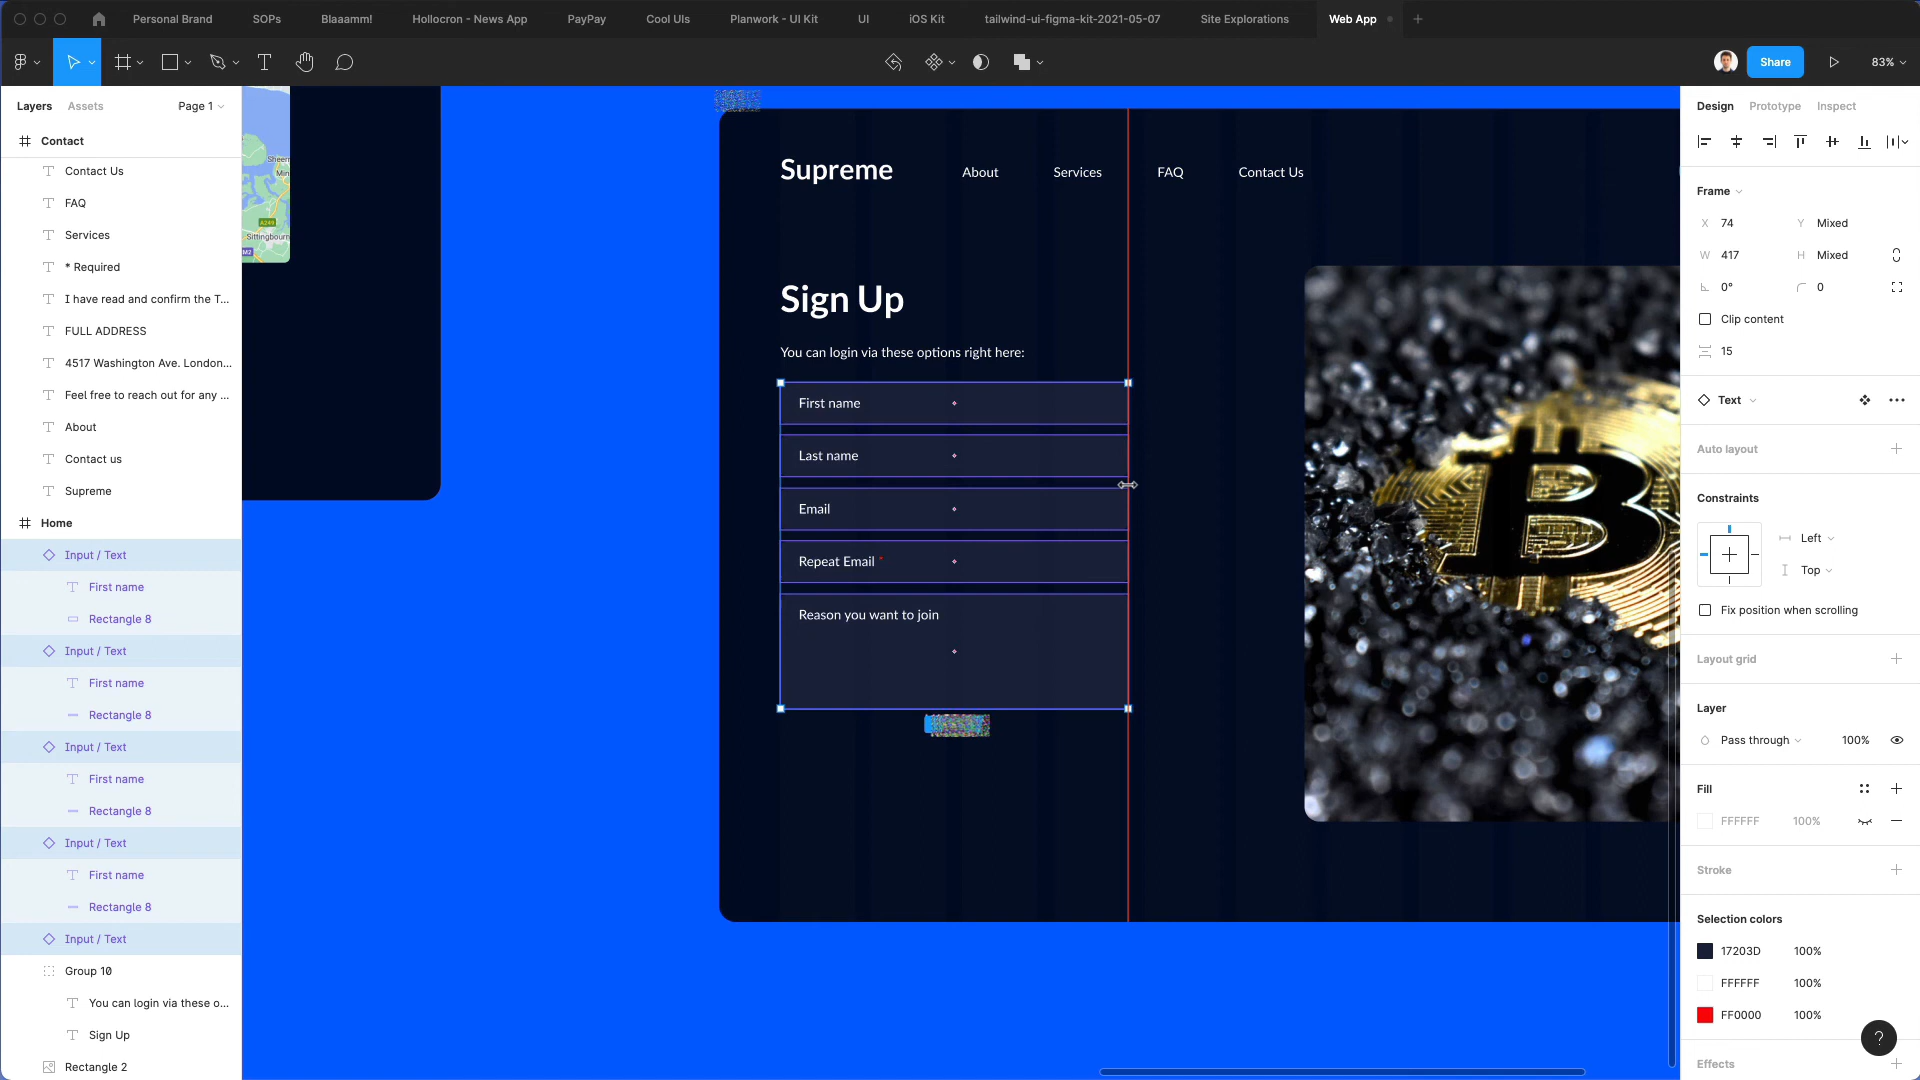 Personal Brand SOPs Blaaamm! Hollocron - News App PayPay Cool UIs Planwork - UI Kit UI iOS Kit tailwind-ui-figma-kit-2021-05-07 Site Explorations Web App
Share 83%
Layers Assets Page 1
Contact
Contact Us
FAQ
Services
* Required
I have read and confirm the T...
FULL ADDRESS
4517 Washington Ave. London...
Feel free to reach out for any ...
About
Contact us
Supreme
Home
Input / Text
First name
Rectangle 8
Input / Text
First name
Rectangle 8
Input / Text
First name
Rectangle 8
Input / Text
First name
Rectangle 8
Input / Text
Group 10
You can login via these o...
Sign Up
Rectangle 2
A249
Sittingbourn
M2
Supreme About Services FAQ Contact Us
Sign Up
You can login via these options right here:
First name
Last name
Email
Repeat Email *
Reason you want to join
B
Design Prototype Inspect
Frame
X 74 Y Mixed
W 417 H Mixed
0° 0
Clip content
15
Text
Auto layout
Constraints
Left
Top
Fix position when scrolling
Layout grid
Layer
Pass through 100%
Fill
FFFFFF 100%
Stroke
Selection colors
17203D 100%
FFFFFF 100%
FF0000 100%
Effects
?